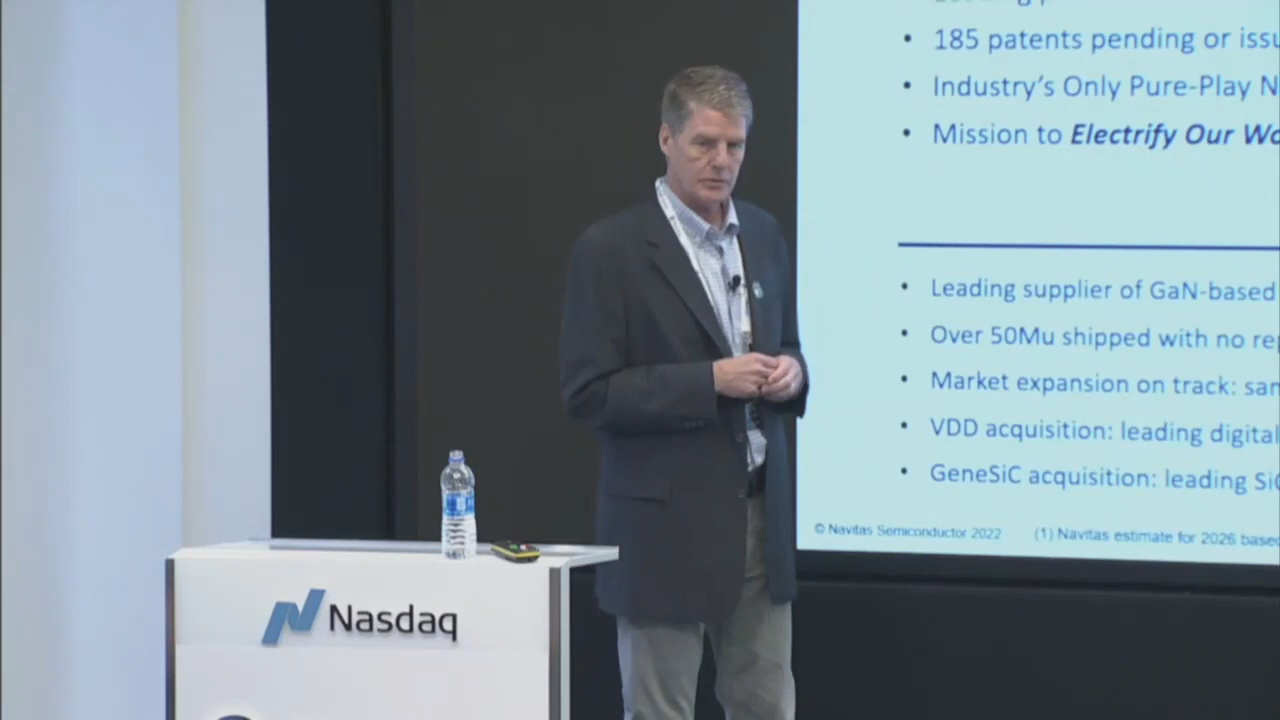 185 patents pending or issu
Industry's Only Pure-Play N
Mission to Electrify Our Wo
Leading supplier of GaN-based
Over 50Mu shipped with no rep
Market expansion on track: sam
VDD acquisition: leading digital
GeneSiC acquisition: leading SiC
© Navitas Semiconductor 2022 (1) Navitas estimate for 2026 based
Nasdaq